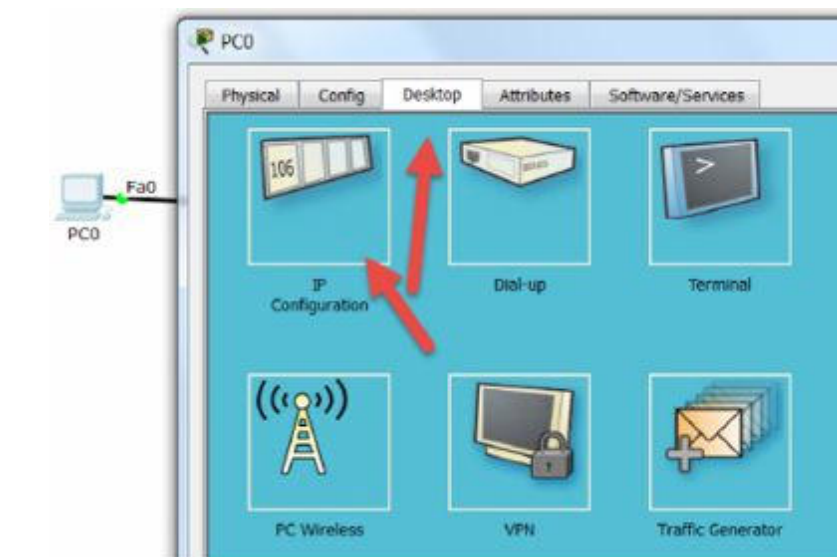 PC0
Physical
Config
Desktop
Attributes
Software/Services
Fa0
PC0
106
>
IP
Configuration
Dial-up
Terminal
PC Wireless
VPN
Traffic Generator